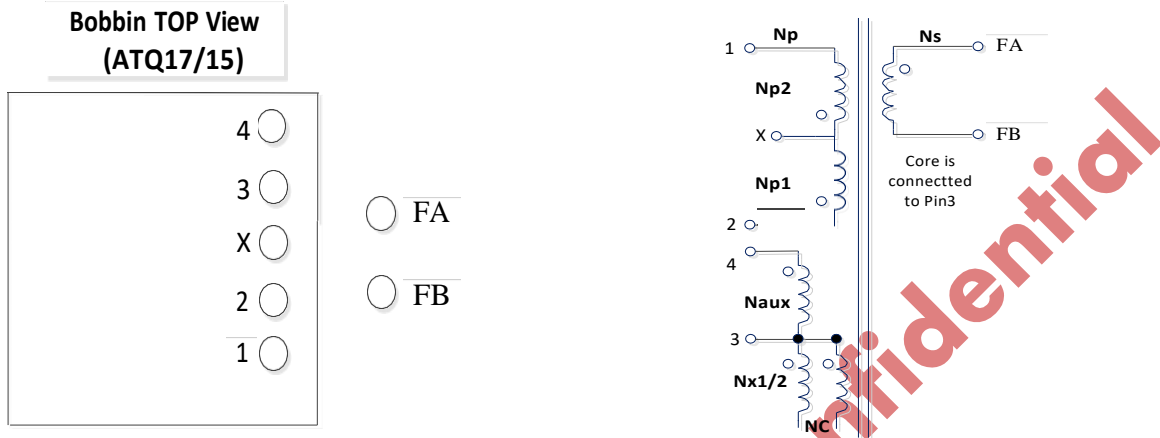 Bobbin TOP View
(ATQ17/15)
4
3
X
2
1
FA
FB
1
Np
Np2
X
Np1
2
4
Naux
3
Nx1/2
NC
Ns
FA
FB
Core is
connectted
to Pin3
nfidential